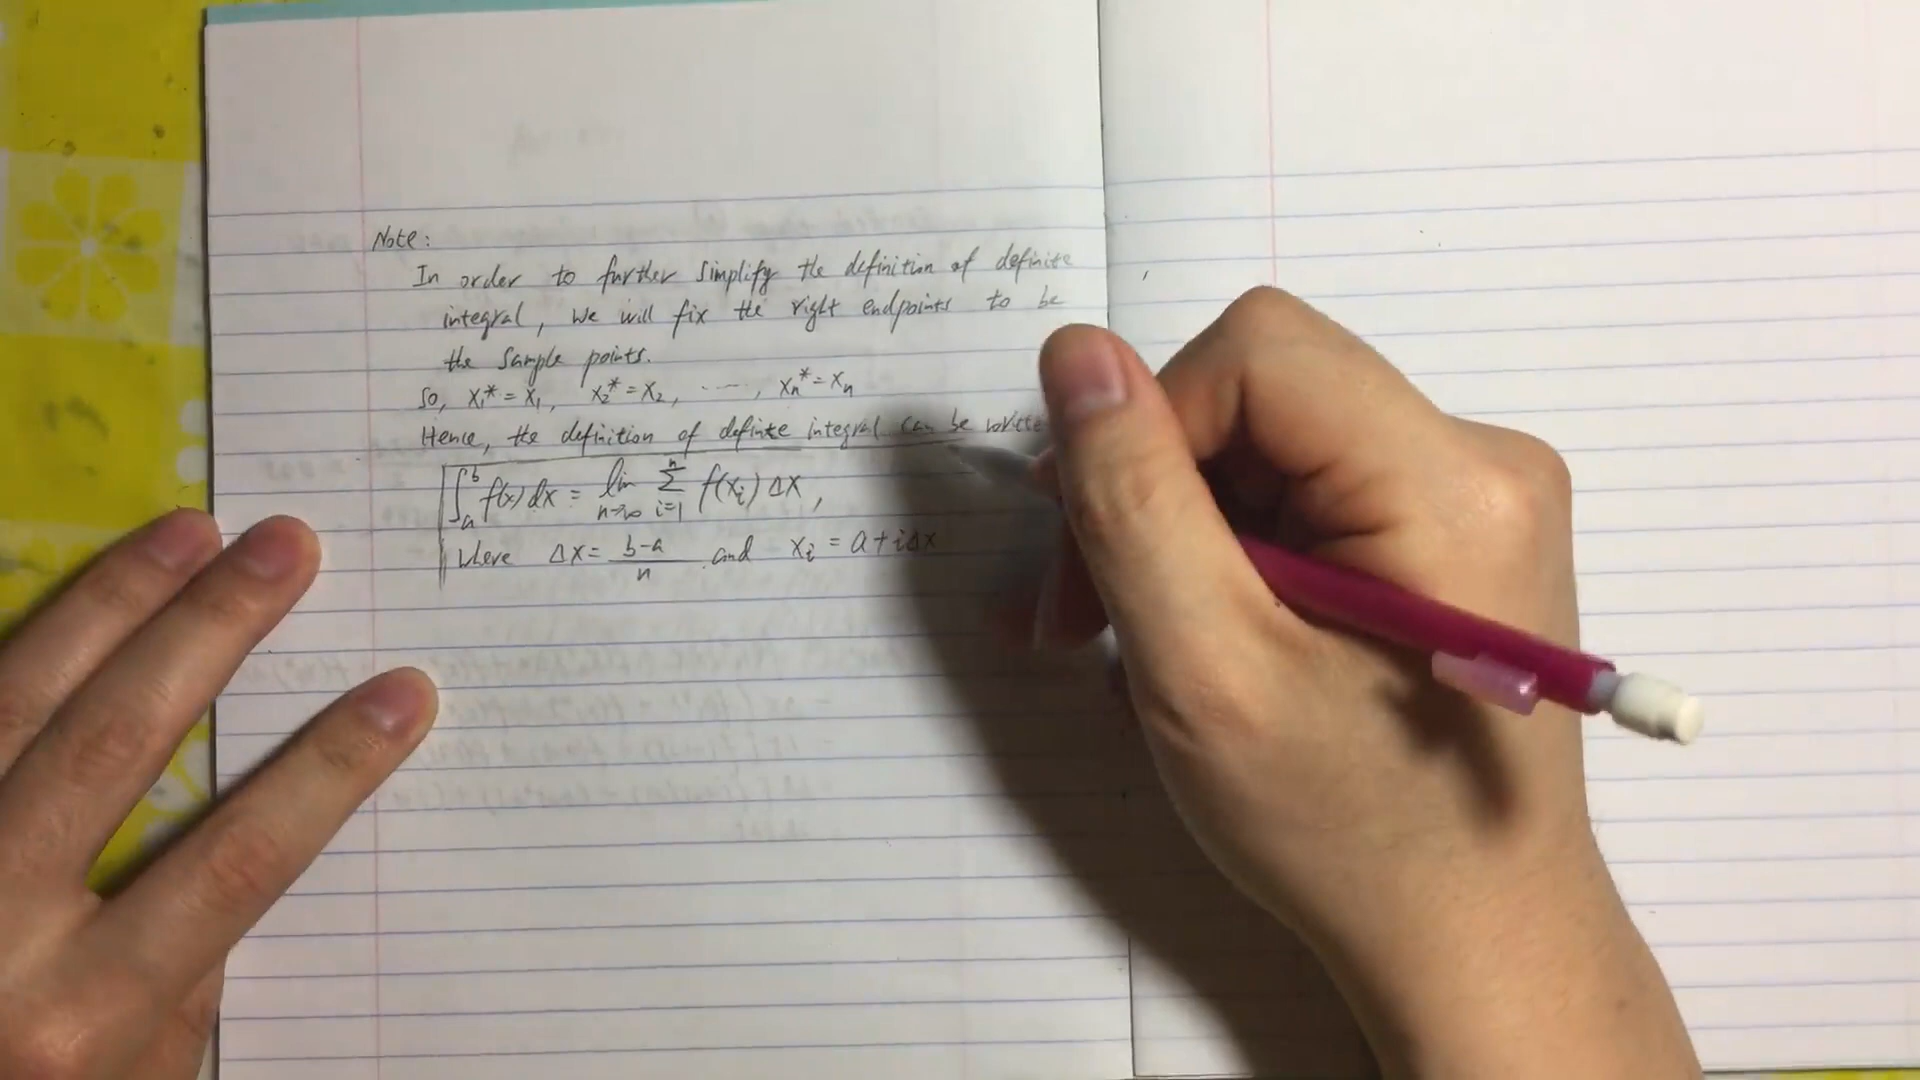 Note:
In order to further simplify the definition of definite
integral, we will fix the right endpoints to be
the sample points.
So, x₁* = x₁, x₂* = x₂, ····, xₙ* = xₙ
Hence, the definition of definite integral can be
∫ₐᵇ f(x) dx = lim n→∞ Σ i=1 n f(xᵢ) Δx,
Where Δx = (b-a)/n and xᵢ = a + iΔx